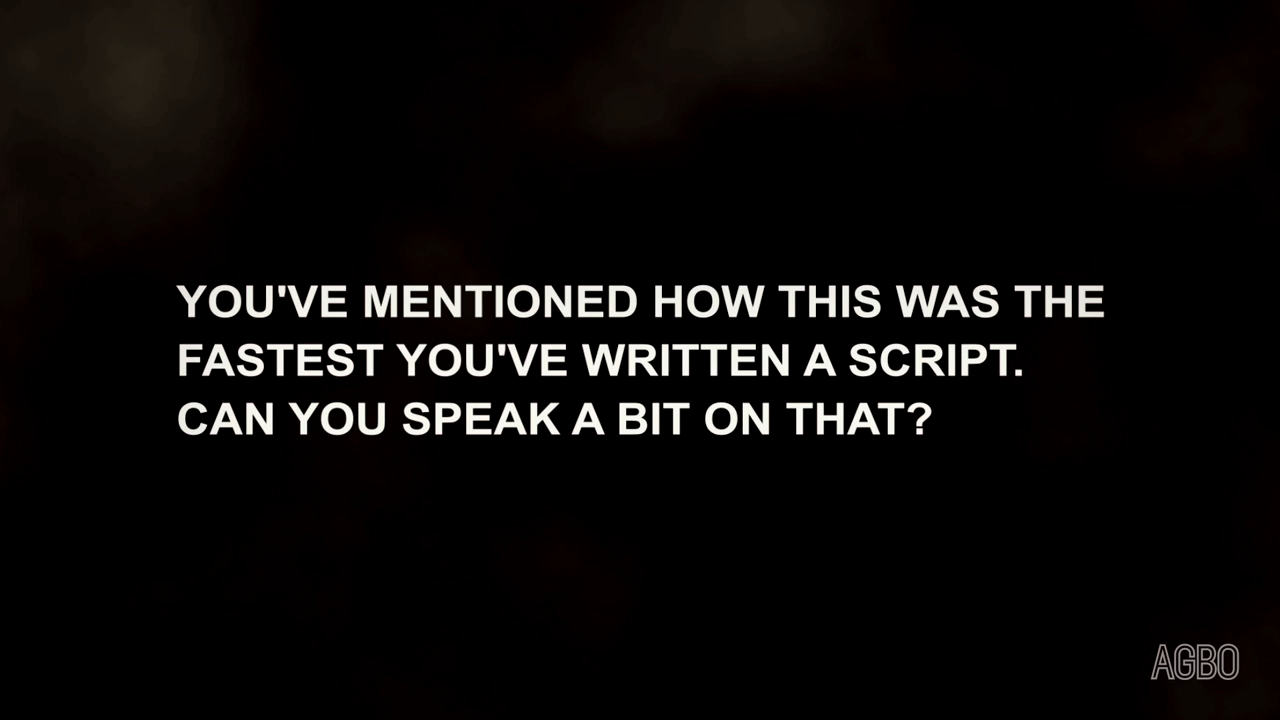 YOU'VE MENTIONED HOW THIS WAS THE
FASTEST YOU'VE WRITTEN A SCRIPT.
CAN YOU SPEAK A BIT ON THAT?
AGBO